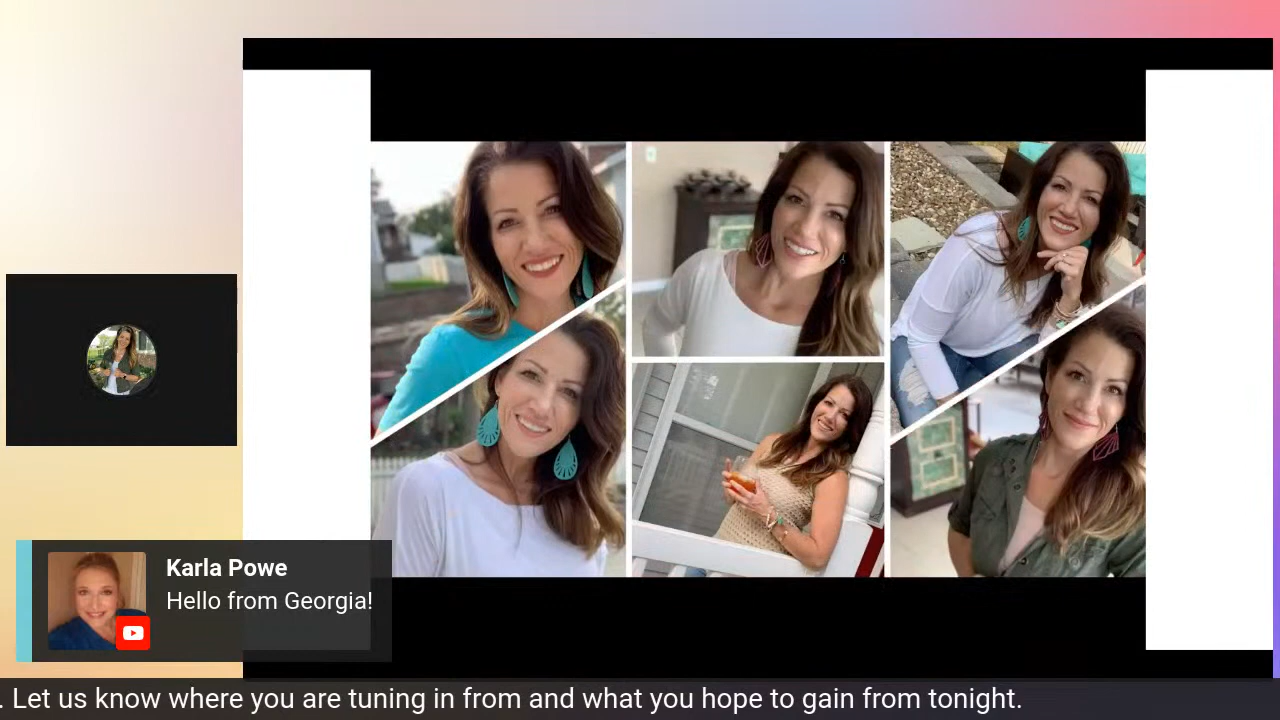 Karla Powe
Hello from Georgia!
. Let us know where you are tuning in from and what you hope to gain from tonight.